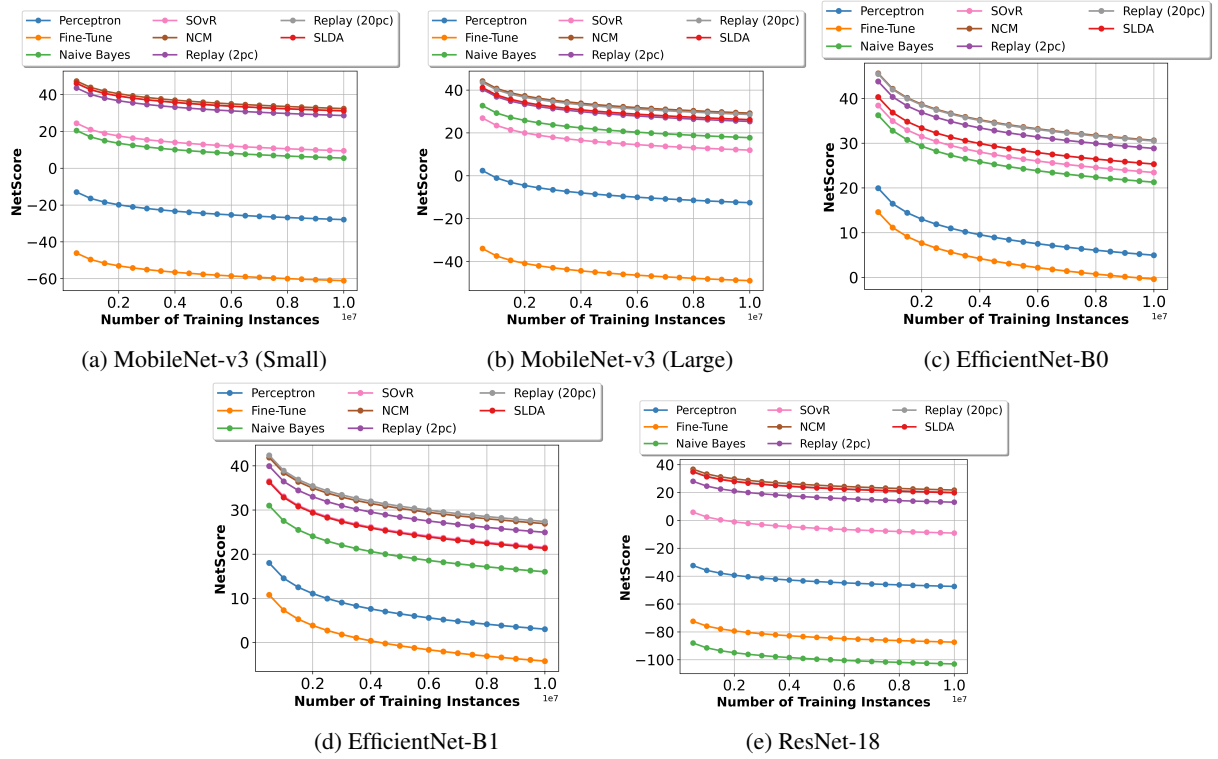 Perceptron SOvR Replay (20pc)
Fine-Tune NCM SLDA
Naive Bayes Replay (2pc)
NetScore
40
20
0
−20
−40
−60
0.2 0.4 0.6 0.8 1.0
1e7
Number of Training Instances
(a) MobileNet-v3 (Small)
Perceptron SOvR Replay (20pc)
Fine-Tune NCM SLDA
Naive Bayes Replay (2pc)
NetScore
40
20
0
−20
−40
0.2 0.4 0.6 0.8 1.0
1e7
Number of Training Instances
(b) MobileNet-v3 (Large)
Perceptron SOvR Replay (20pc)
Fine-Tune NCM SLDA
Naive Bayes Replay (2pc)
NetScore
40
30
20
10
0
0.2 0.4 0.6 0.8 1.0
1e7
Number of Training Instances
(c) EfficientNet-B0
Perceptron SOvR Replay (20pc)
Fine-Tune NCM SLDA
Naive Bayes Replay (2pc)
NetScore
40
30
20
10
0
0.2 0.4 0.6 0.8 1.0
1e7
Number of Training Instances
(d) EfficientNet-B1
Perceptron SOvR Replay (20pc)
Fine-Tune NCM SLDA
Naive Bayes Replay (2pc)
NetScore
40
20
0
−20
−40
−60
−80
−100
0.2 0.4 0.6 0.8 1.0
1e7
Number of Training Instances
(e) ResNet-18